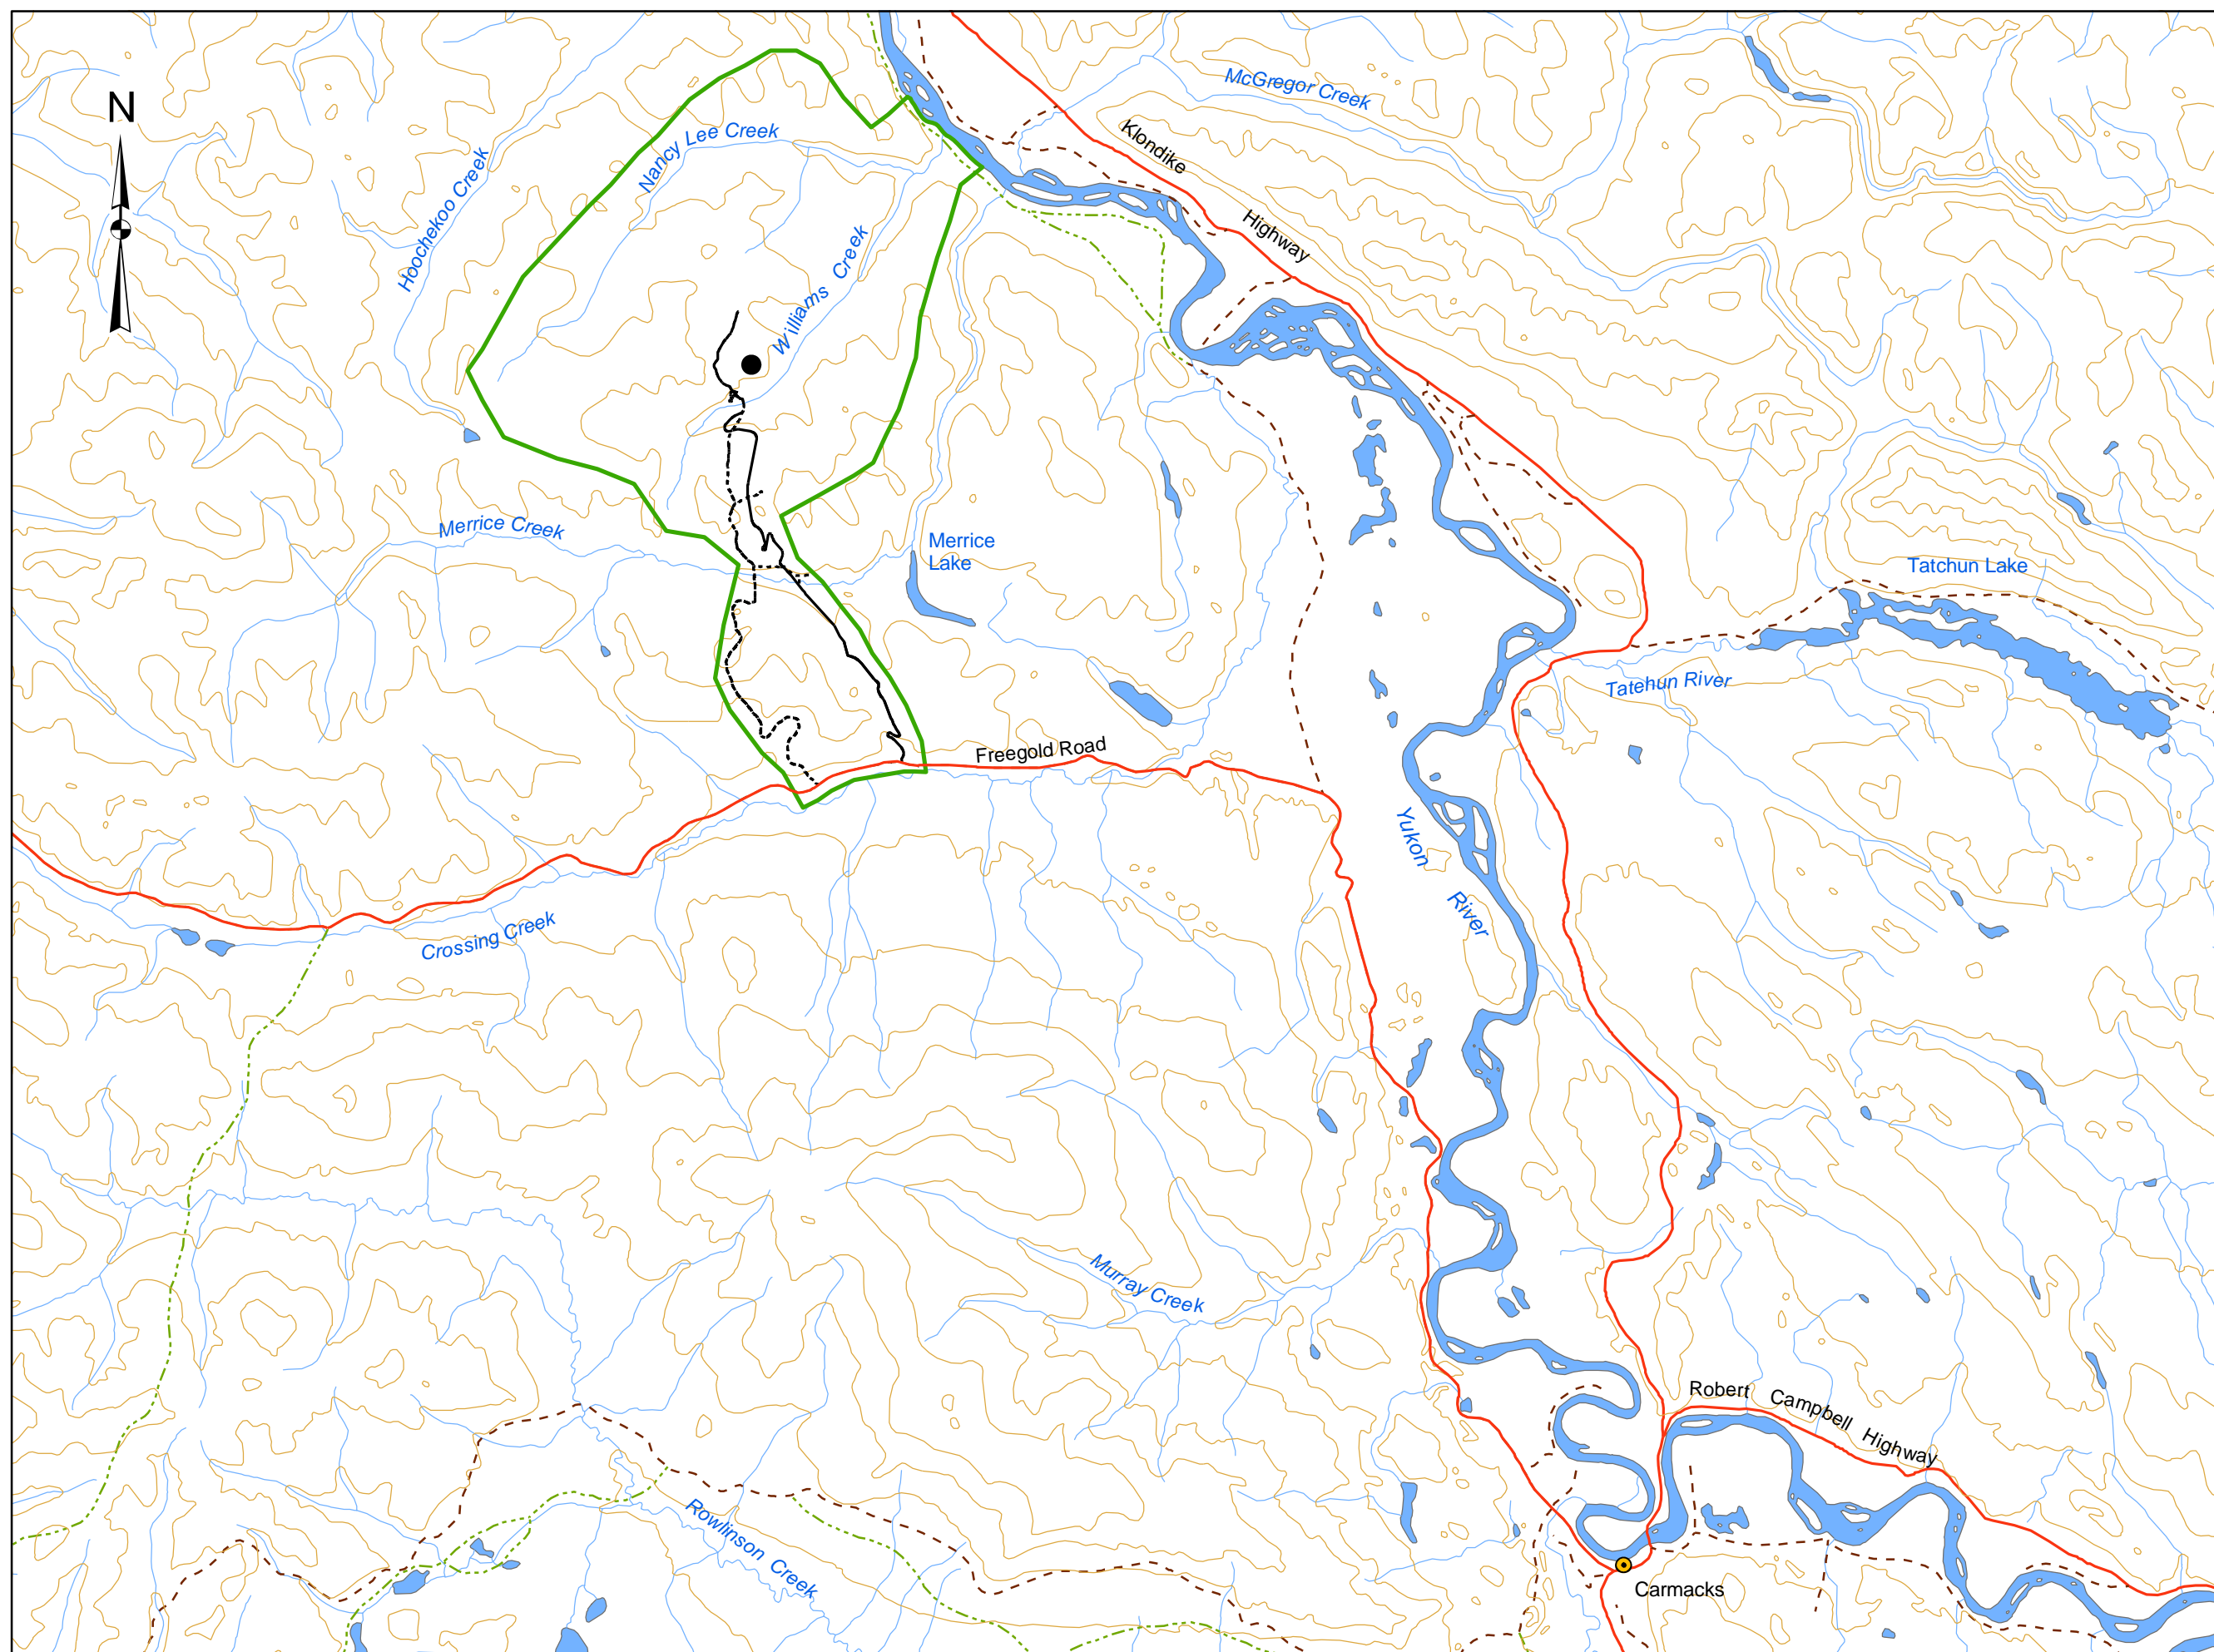 N
McGregor Creek
Klondike
Highway
Nancy Lee Creek
Hoochekoo Creek
Williams Creek
Merrice Creek
Merrice
Lake
Tatchun Lake
Tatehun River
Freegold Road
Yukon
River
Crossing Creek
Murray Creek
Robert Campbell Highway
Rowlinson Creek
Carmacks